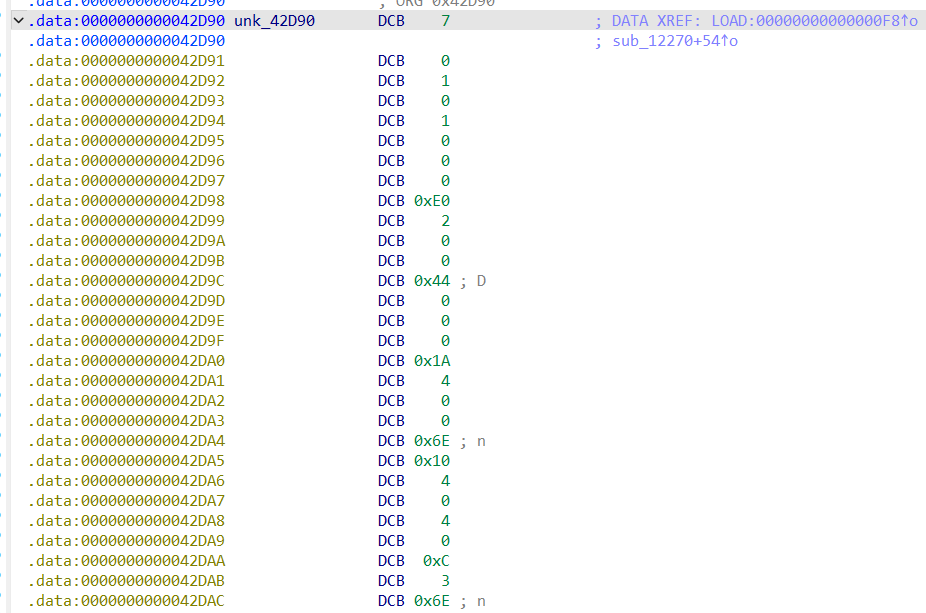 .data:0000000000042D90 ; ORG 0x42D90
.data:0000000000042D90 unk_42D90 DCB 7 ; DATA XREF: LOAD:00000000000000F8↑o
.data:0000000000042D90 ; sub_12270+54↑o
.data:0000000000042D91 DCB 0
.data:0000000000042D92 DCB 1
.data:0000000000042D93 DCB 0
.data:0000000000042D94 DCB 1
.data:0000000000042D95 DCB 0
.data:0000000000042D96 DCB 0
.data:0000000000042D97 DCB 0
.data:0000000000042D98 DCB 0xE0
.data:0000000000042D99 DCB 2
.data:0000000000042D9A DCB 0
.data:0000000000042D9B DCB 0
.data:0000000000042D9C DCB 0x44 ; D
.data:0000000000042D9D DCB 0
.data:0000000000042D9E DCB 0
.data:0000000000042D9F DCB 0
.data:0000000000042DA0 DCB 0x1A
.data:0000000000042DA1 DCB 4
.data:0000000000042DA2 DCB 0
.data:0000000000042DA3 DCB 0
.data:0000000000042DA4 DCB 0x6E ; n
.data:0000000000042DA5 DCB 0x10
.data:0000000000042DA6 DCB 4
.data:0000000000042DA7 DCB 0
.data:0000000000042DA8 DCB 4
.data:0000000000042DA9 DCB 0
.data:0000000000042DAA DCB 0xC
.data:0000000000042DAB DCB 3
.data:0000000000042DAC DCB 0x6E ; n